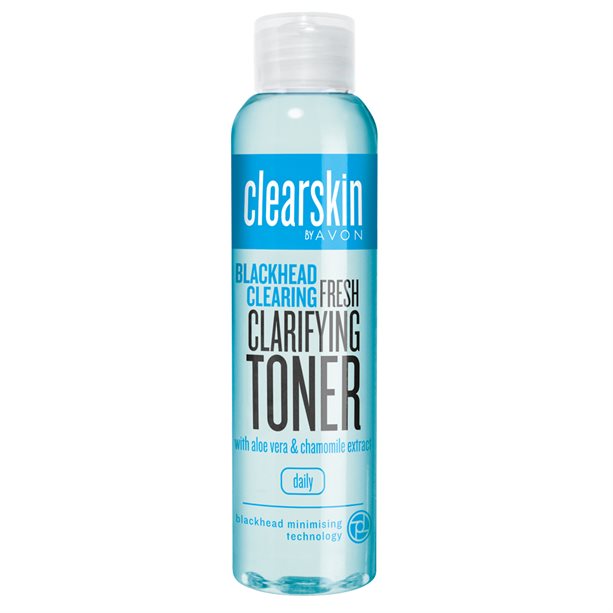 clearskin
BY AVON
BLACKHEAD
CLEARING FRESH
CLARIFYING
TONER
with aloe vera & chamomile extract
daily
blackhead minimising
technology